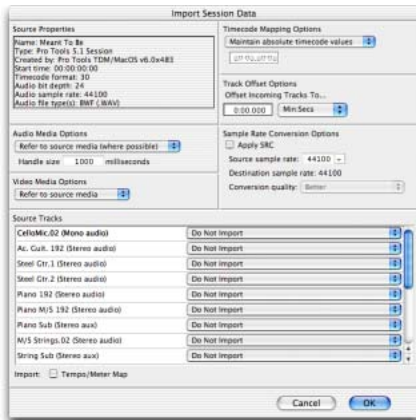 Import Session Data
Source Properties
Name: Meant To Be
Type: Pro Tools 5.1 Session
Created by: Pro Tools TDM/MacOS v6.0x483
Start time: 00:00:00:00
Timecode format: 30
Audio bit depth: 24
Audio sample rate: 44100
Audio file type(s): BWF (.WAV)
Timecode Mapping Options
Maintain absolute timecode values
Track Offset Options
Offset Incoming Tracks To...
0:00.000 Min:Secs
Audio Media Options
Refer to source media (where possible)
Handle size 1000 milliseconds
Video Media Options
Refer to source media
Sample Rate Conversion Options
Apply SRC
Source sample rate: 44100
Destination sample rate: 44100
Conversion quality: Better
Source Tracks
CelloMic.02 (Mono audio) Do Not Import
Ac. Guit. 192 (Stereo audio) Do Not Import
Steel Gtr.1 (Stereo audio) Do Not Import
Steel Gtr.2 (Stereo audio) Do Not Import
Piano 192 (Stereo audio) Do Not Import
Piano M/S 192 (Stereo audio) Do Not Import
Piano Sub (Stereo aux) Do Not Import
M/S Strings.02 (Stereo audio) Do Not Import
String Sub (Stereo aux) Do Not Import
Import: Tempo/Meter Map
Cancel OK